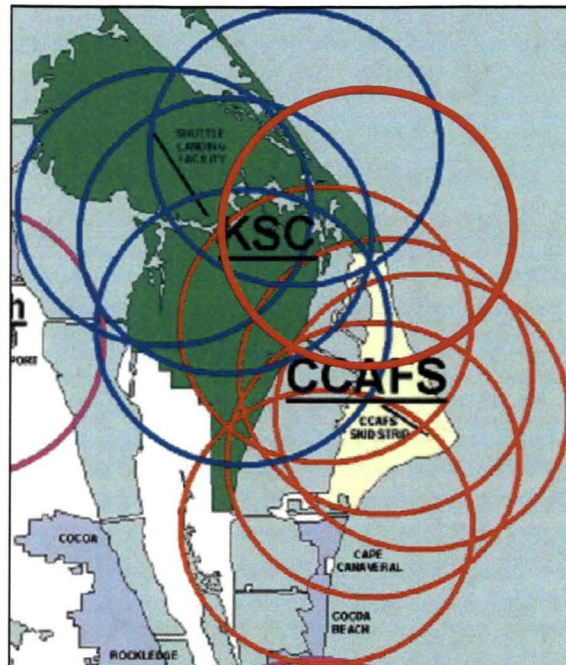 SHUTTLE
LANDING
FACILITY
KSC
h
PORT
CCAFS
CCAFS
SKID STRIP
COCOA
CAPE
CANAVERAL
COCOA
BEACH
ROCKLEDGE